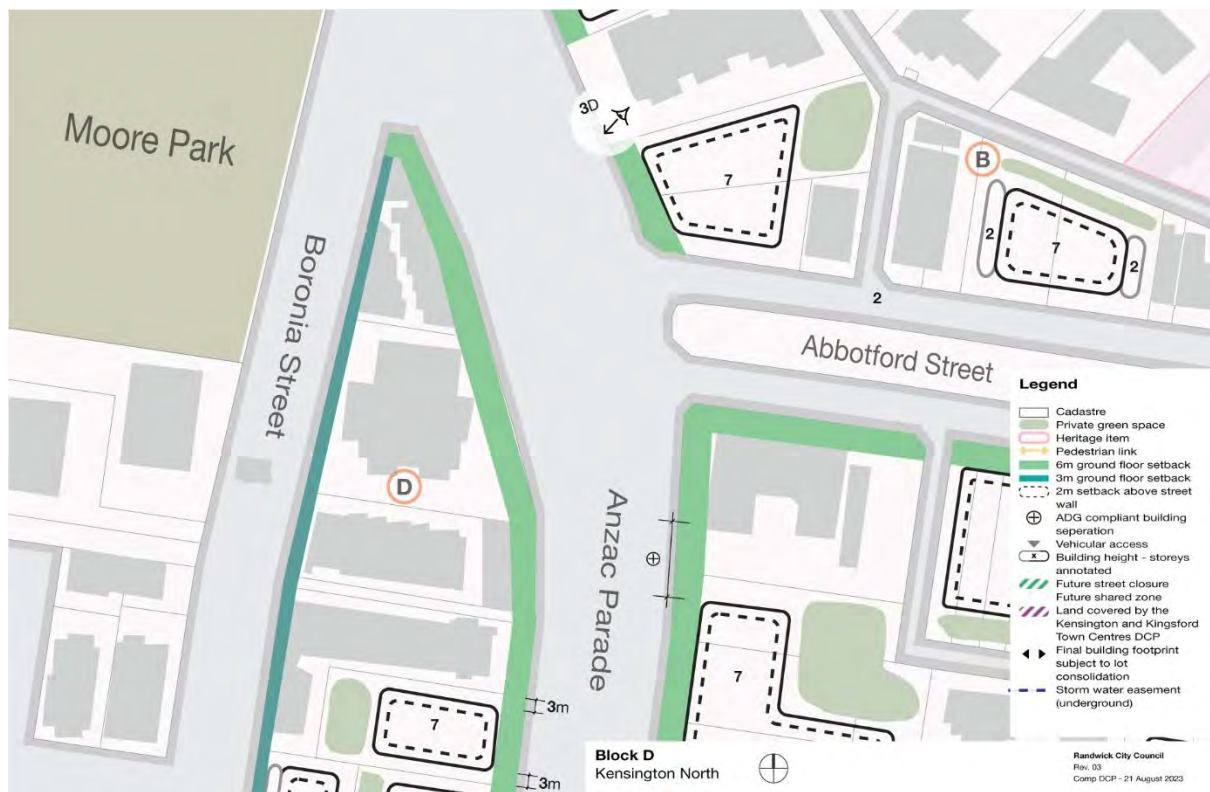 Moore Park
3D
7
B
2
7
2
2
Boronia Street
Abbotford Street
D
Anzac Parade
7
7
3m
3m
Legend
Cadastre
Private green space
Heritage item
Pedestrian link
6m ground floor setback
3m ground floor setback
2m setback above street
wall
ADG compliant building
seperation
Vehicular access
x
Building height - storeys
annotated
Future street closure
Future shared zone
Land covered by the
Kensington and Kingsford
Town Centres DCP
Final building footprint
subject to lot
consolidation
Storm water easement
(underground)
Block D
Kensington North
Randwick City Council
Rev. 03
Comp DCP - 21 August 2023